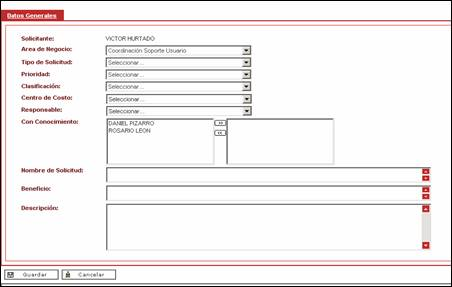 Datos Generales
Solicitante: VICTOR HURTADO
Area de Negocio: Coordinación Soporte Usuario
Tipo de Solicitud: Seleccionar...
Prioridad: Seleccionar...
Clasificación: Seleccionar...
Centro de Costo: Seleccionar...
Responsable: Seleccionar...
Con Conocimiento: DANIEL PIZARRO >>
ROSARIO LEON <<
Nombre de Solicitud:
Beneficio:
Descripción:
Guardar Cancelar